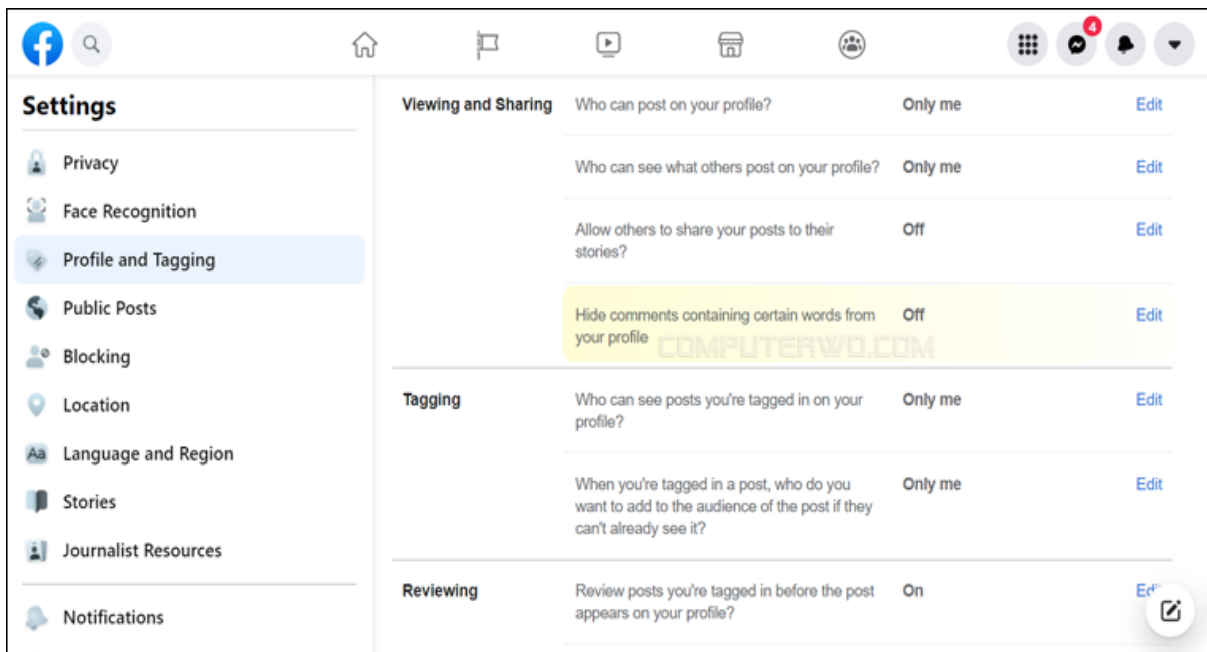 4
Settings
Privacy
Face Recognition
Profile and Tagging
Public Posts
Blocking
Location
Aa
Language and Region
Stories
Journalist Resources
Notifications
Viewing and Sharing
Who can post on your profile?
Only me
Edit
Who can see what others post on your profile?
Only me
Edit
Allow others to share your posts to their
stories?
Off
Edit
Hide comments containing certain words from
your profile
Off
Edit
COMPUTERWD.COM
Tagging
Who can see posts you're tagged in on your
profile?
Only me
Edit
When you're tagged in a post, who do you
want to add to the audience of the post if they
can't already see it?
Only me
Edit
Reviewing
Review posts you're tagged in before the post
appears on your profile?
On